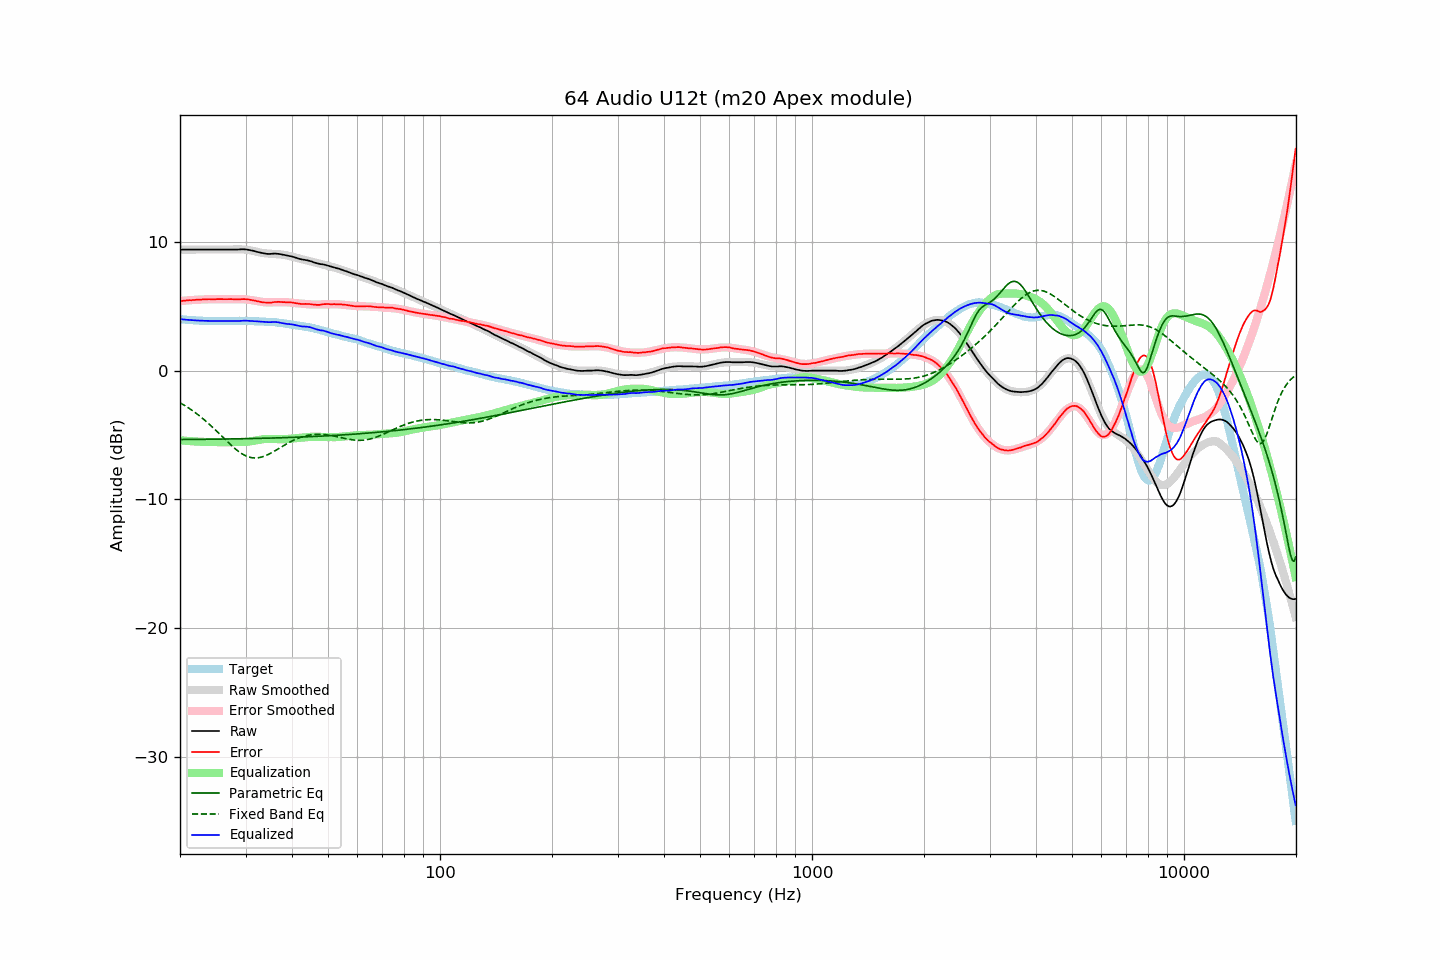 64 Audio U12t (m20 Apex module)
Amplitude (dBr)
10
0
−10
−20
−30
Target
Raw Smoothed
Error Smoothed
Raw
Error
Equalization
Parametric Eq
Fixed Band Eq
Equalized
100 1000 10000
Frequency (Hz)